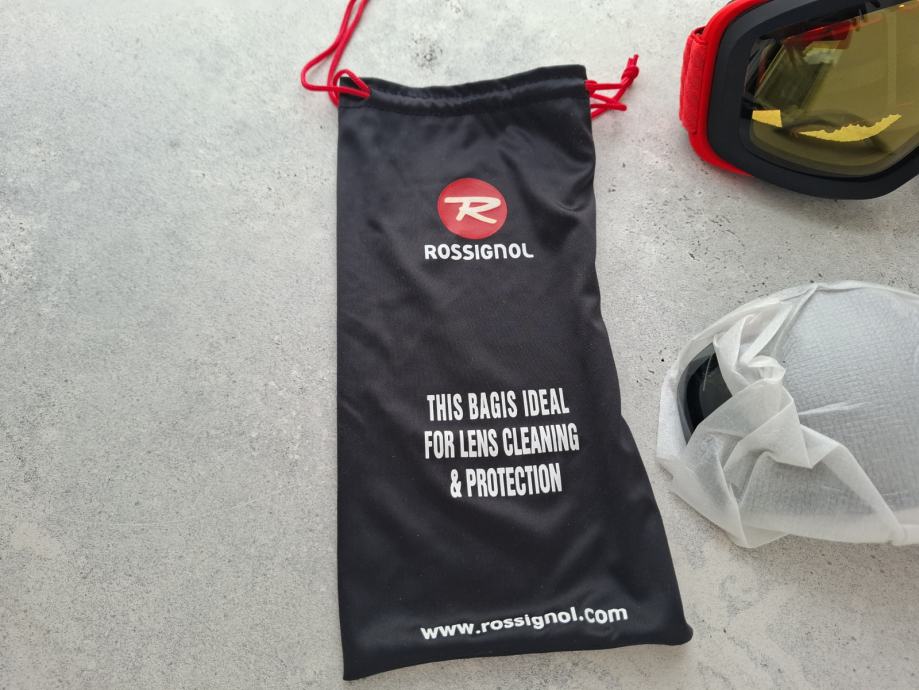 R
ROSSIGNOL
THIS BAGIS IDEAL
FOR LENS CLEANING
& PROTECTION
www.rossignol.com